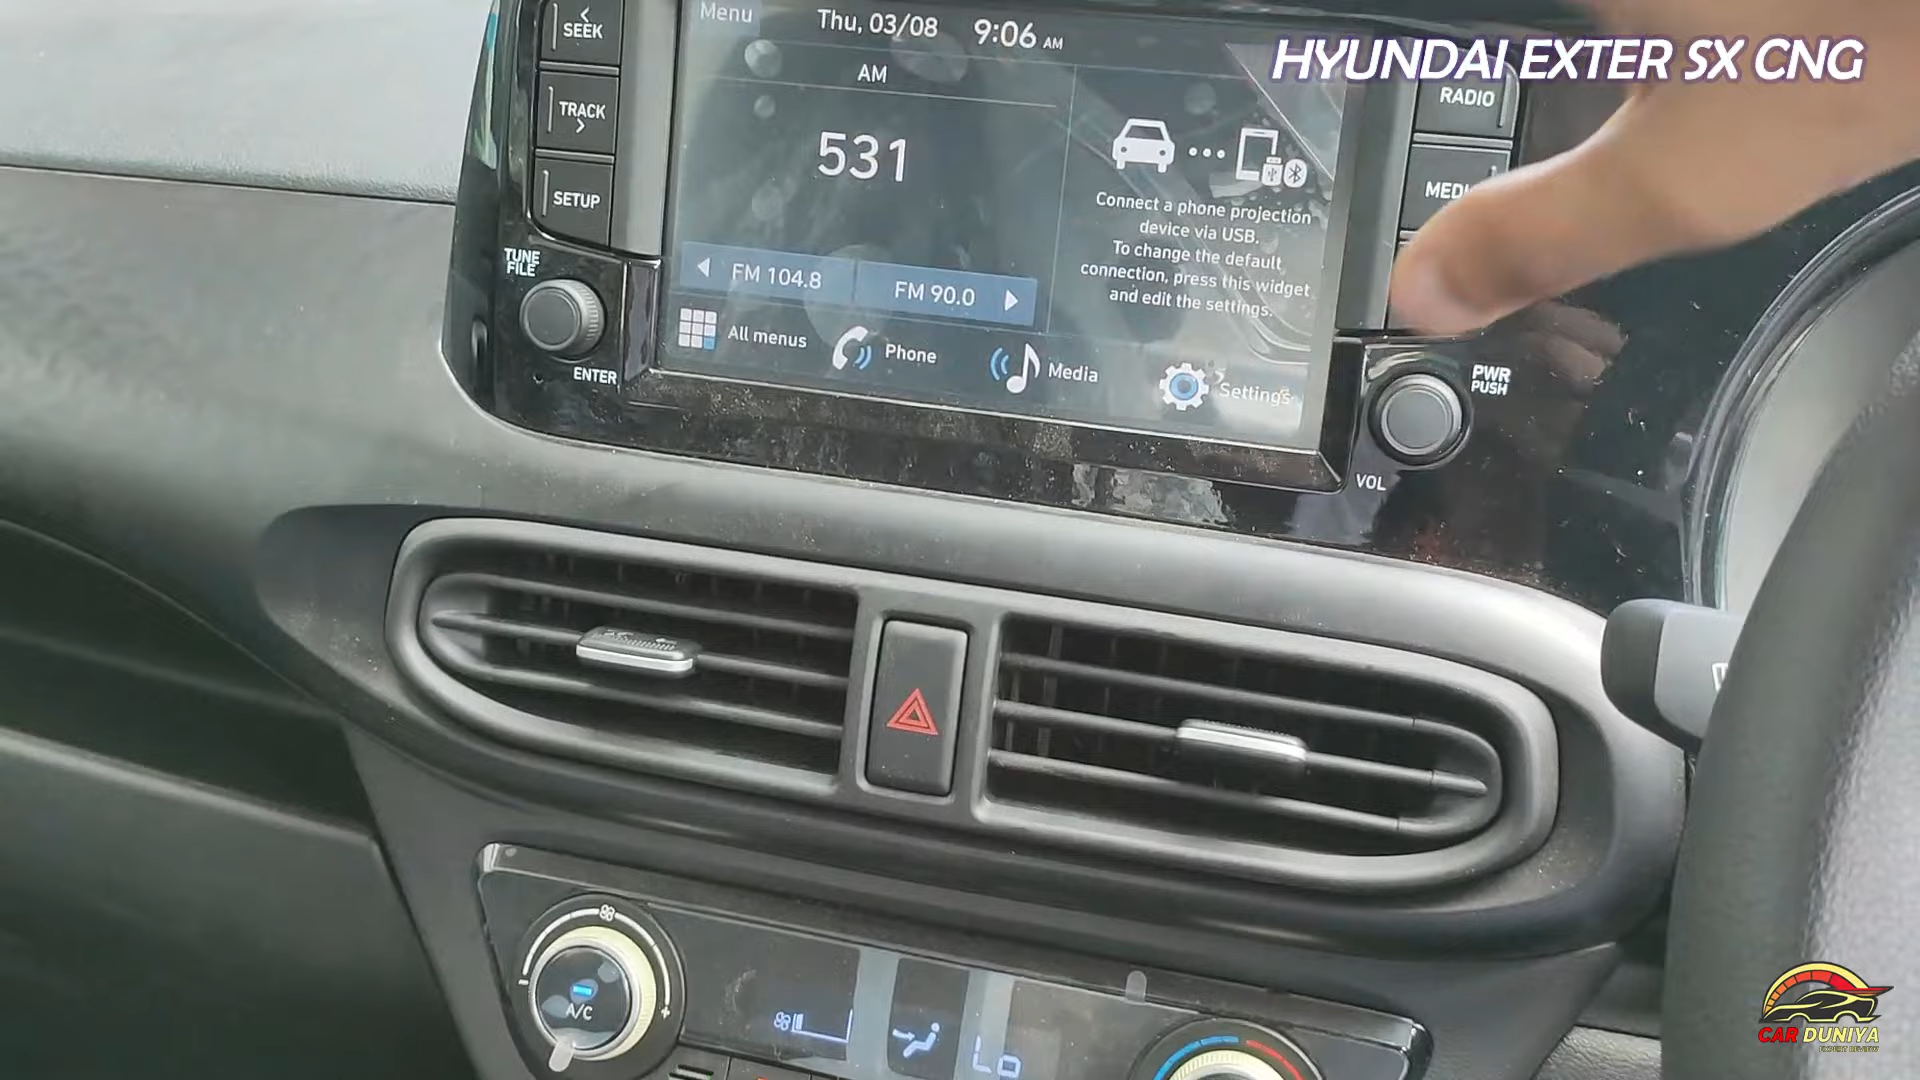 HYUNDAI EXTER SX CNG
SEEK
TRACK
SETUP
TUNE
FILE
ENTER
Menu
Thu, 03/08 9:06 AM
AM
531
FM 104.8
FM 90.0
Connect a phone projection
device via USB.
To change the default
connection, press this widget
and edit the settings.
All menus
Phone
Media
Settings
RADIO
PWR
PUSH
VOL
A/C
Lo
CAR DUNIYA
EXPERT REVIEW